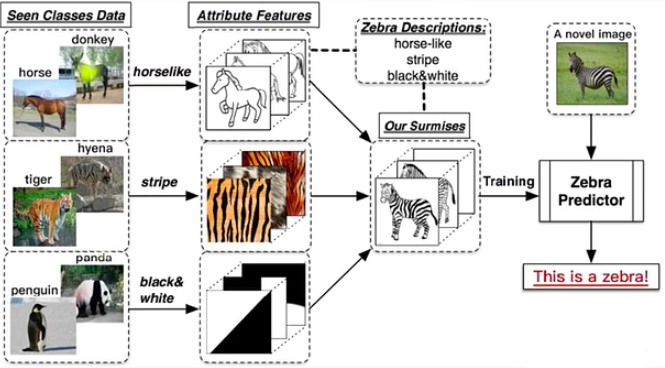 Seen Classes Data
Attribute Features
donkey
horse
horselike
Zebra Descriptions:
horse-like
stripe
black&white
A novel image
hyena
tiger
stripe
Our Surmises
Training
Zebra
Predictor
panda
penguin
black&
white
This is a zebra!